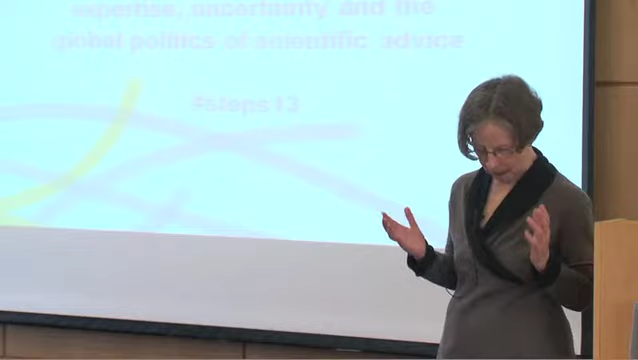 expertise, uncertainty and the
global politics of scientific advice
#steps13